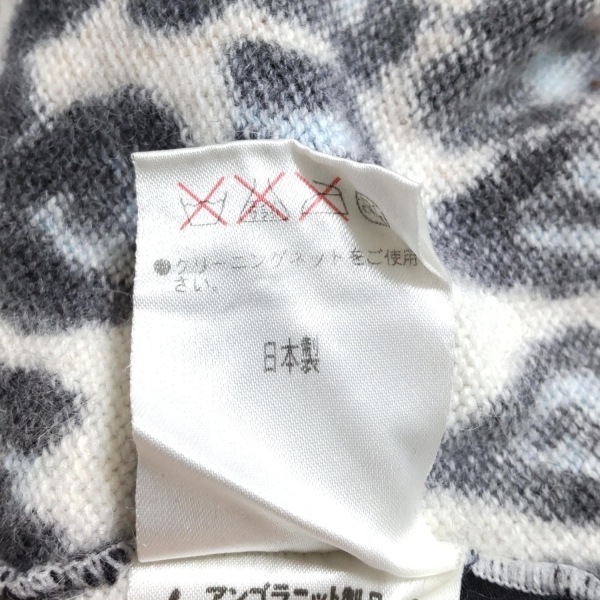 ●クリーニングネットをご使用
さい。
日本製
アンゴラニット製品